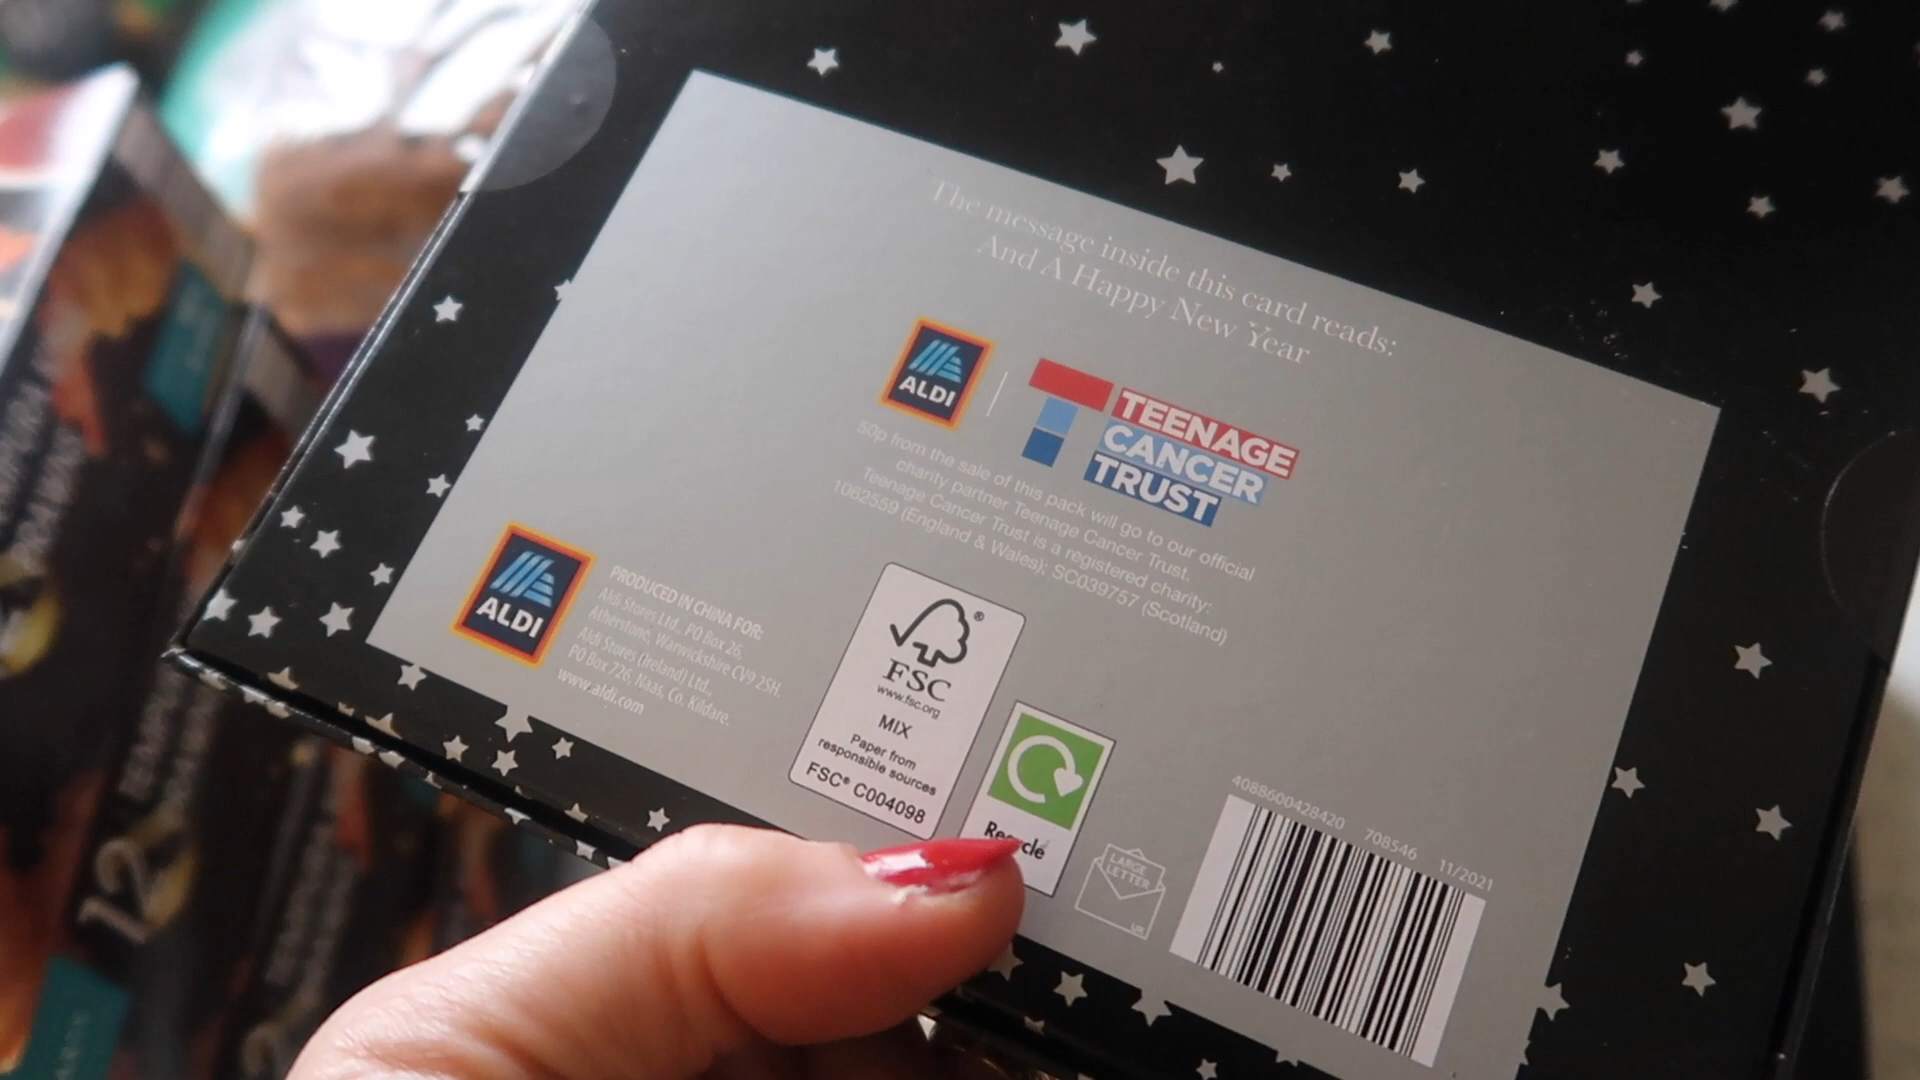 The message inside this card reads:
And A Happy New Year
ALDI
TEENAGE
CANCER
TRUST
50p from the sale of this pack will go to our official
charity partner Teenage Cancer Trust.
Teenage Cancer Trust is a registered charity:
1062559 (England & Wales); SC039757 (Scotland)
ALDI
PRODUCED IN CHINA FOR:
Aldi Stores Ltd., PO Box 26,
Atherstone, Warwickshire CV9 2SH.
Aldi Stores (Ireland) Ltd.,
PO Box 726, Naas, Co. Kildare.
www.aldi.com
FSC®
www.fsc.org
MIX
Paper from
responsible sources
FSC® C004098
LARGE
LETTER
UK
4088600428420 708546 11/2021
12